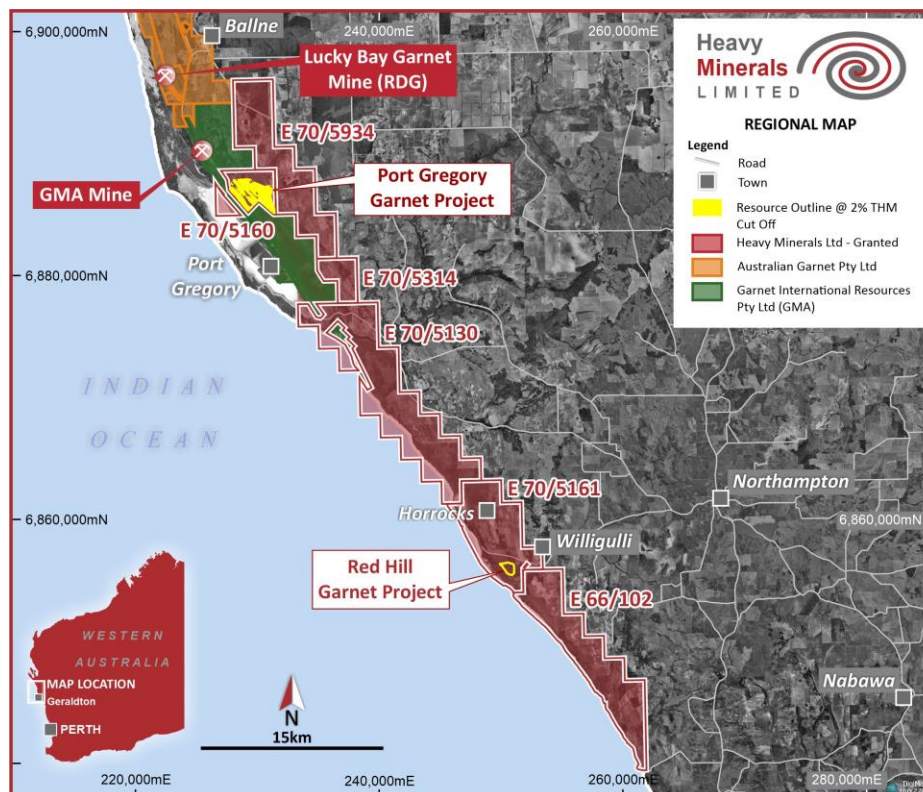 6,900,000mN
Ballne
240,000mE
260,000mE
Lucky Bay Garnet
Mine (RDG)
Heavy
Minerals
LIMITED
REGIONAL MAP
Legend
Road
Town
Resource Outline @ 2% THM
Cut Off
Heavy Minerals Ltd - Granted
Australian Garnet Pty Ltd
Garnet International Resources
Pty Ltd (GMA)
E 70/5934
GMA Mine
Port Gregory
Garnet Project
E 70/5160
Port
Gregory
6,880,000mN
E 70/5314
E 70/5130
INDIAN
OCEAN
E 70/5161
Northampton
Horrocks
6,860,000mN
6,860,000mN
Willigulli
Red Hill
Garnet Project
E 66/102
WESTERN
AUSTRALIA
MAP LOCATION
Geraldton
PERTH
Nabawa
N
15km
220,000mE
240,000mE
260,000mE
280,000mE